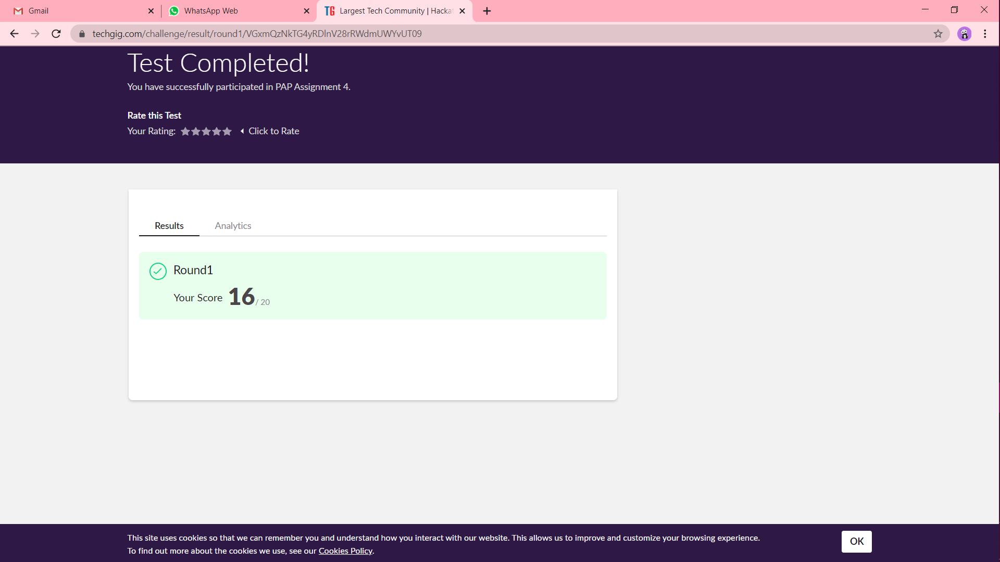 Gmail
WhatsApp Web
TG Largest Tech Community | Hacka
techgig.com/challenge/result/round1/VGxmQzNkTG4yRDlnV28rRWdmUWYvUT09
Test Completed!
You have successfully participated in PAP Assignment 4.
Rate this Test
Your Rating: Click to Rate
Results Analytics
Round1
Your Score 16 / 20
This site uses cookies so that we can remember you and understand how you interact with our website. This allows us to improve and customize your browsing experience.
To find out more about the cookies we use, see our Cookies Policy.
OK